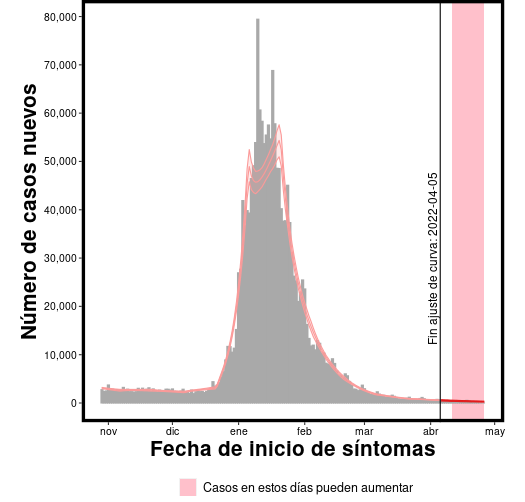 80,000
70,000
60,000
50,000
40,000
30,000
20,000
10,000
0
Número de casos nuevos
Fin ajuste de curva: 2022-04-05
nov dic ene feb mar abr may
Fecha de inicio de síntomas
Casos en estos días pueden aumentar